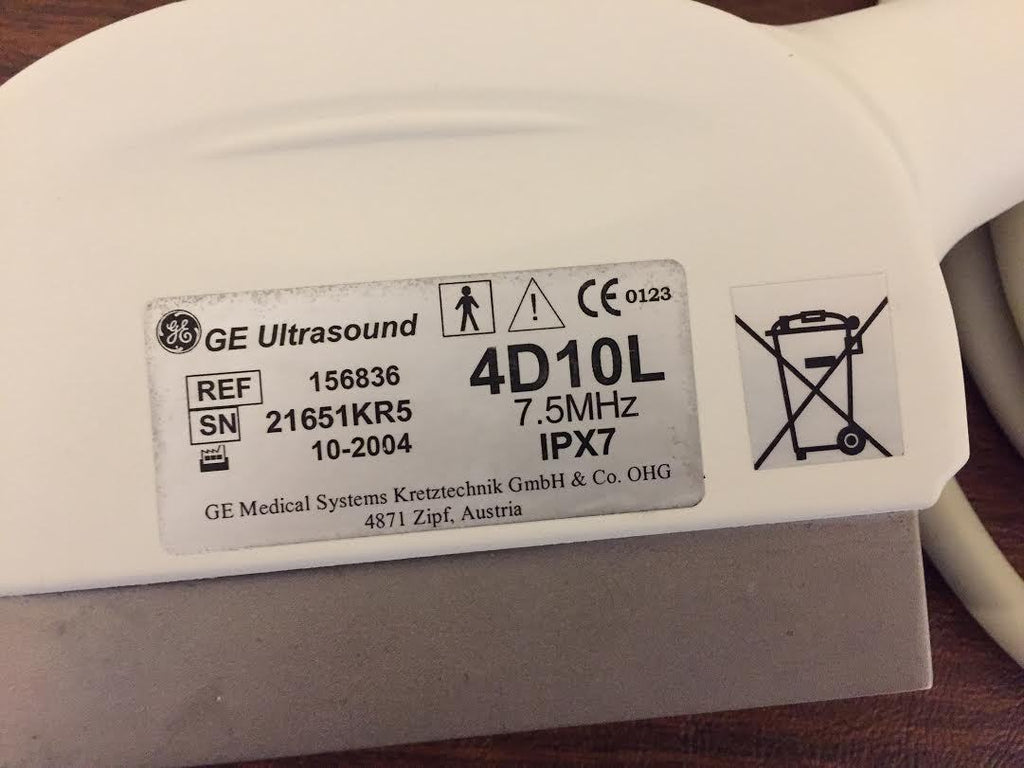 GE Ultrasound
CE 0123
REF 156836
SN 21651KR5
10-2004
4D10L
7.5MHz
IPX7
GE Medical Systems Kretztechnik GmbH & Co. OHG
4871 Zipf, Austria